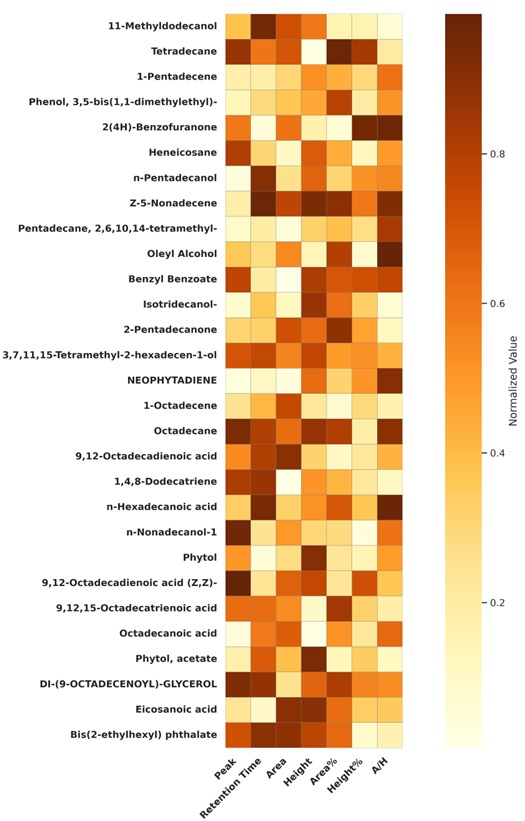 11-Methyldodecanol
Tetradecane
1-Pentadecene
Phenol, 3,5-bis(1,1-dimethylethyl)-
2(4H)-Benzofuranone
Heneicosane
n-Pentadecanol
Z-5-Nonadecene
Pentadecane, 2,6,10,14-tetramethyl-
Oleyl Alcohol
Benzyl Benzoate
Isotridecanol-
2-Pentadecanone
3,7,11,15-Tetramethyl-2-hexadecen-1-ol
NEOPHYTADIENE
1-Octadecene
Octadecane
9,12-Octadecadienoic acid
1,4,8-Dodecatriene
n-Hexadecanoic acid
n-Nonadecanol-1
Phytol
9,12-Octadecadienoic acid (Z,Z)-
9,12,15-Octadecatrienoic acid
Octadecanoic acid
Phytol, acetate
DI-(9-OCTADECENOYL)-GLYCEROL
Eicosanoic acid
Bis(2-ethylhexyl) phthalate
Peak
Retention Time
Area
Height
Area%
Height%
A/H
0.8
0.6
0.4
0.2
Normalized Value